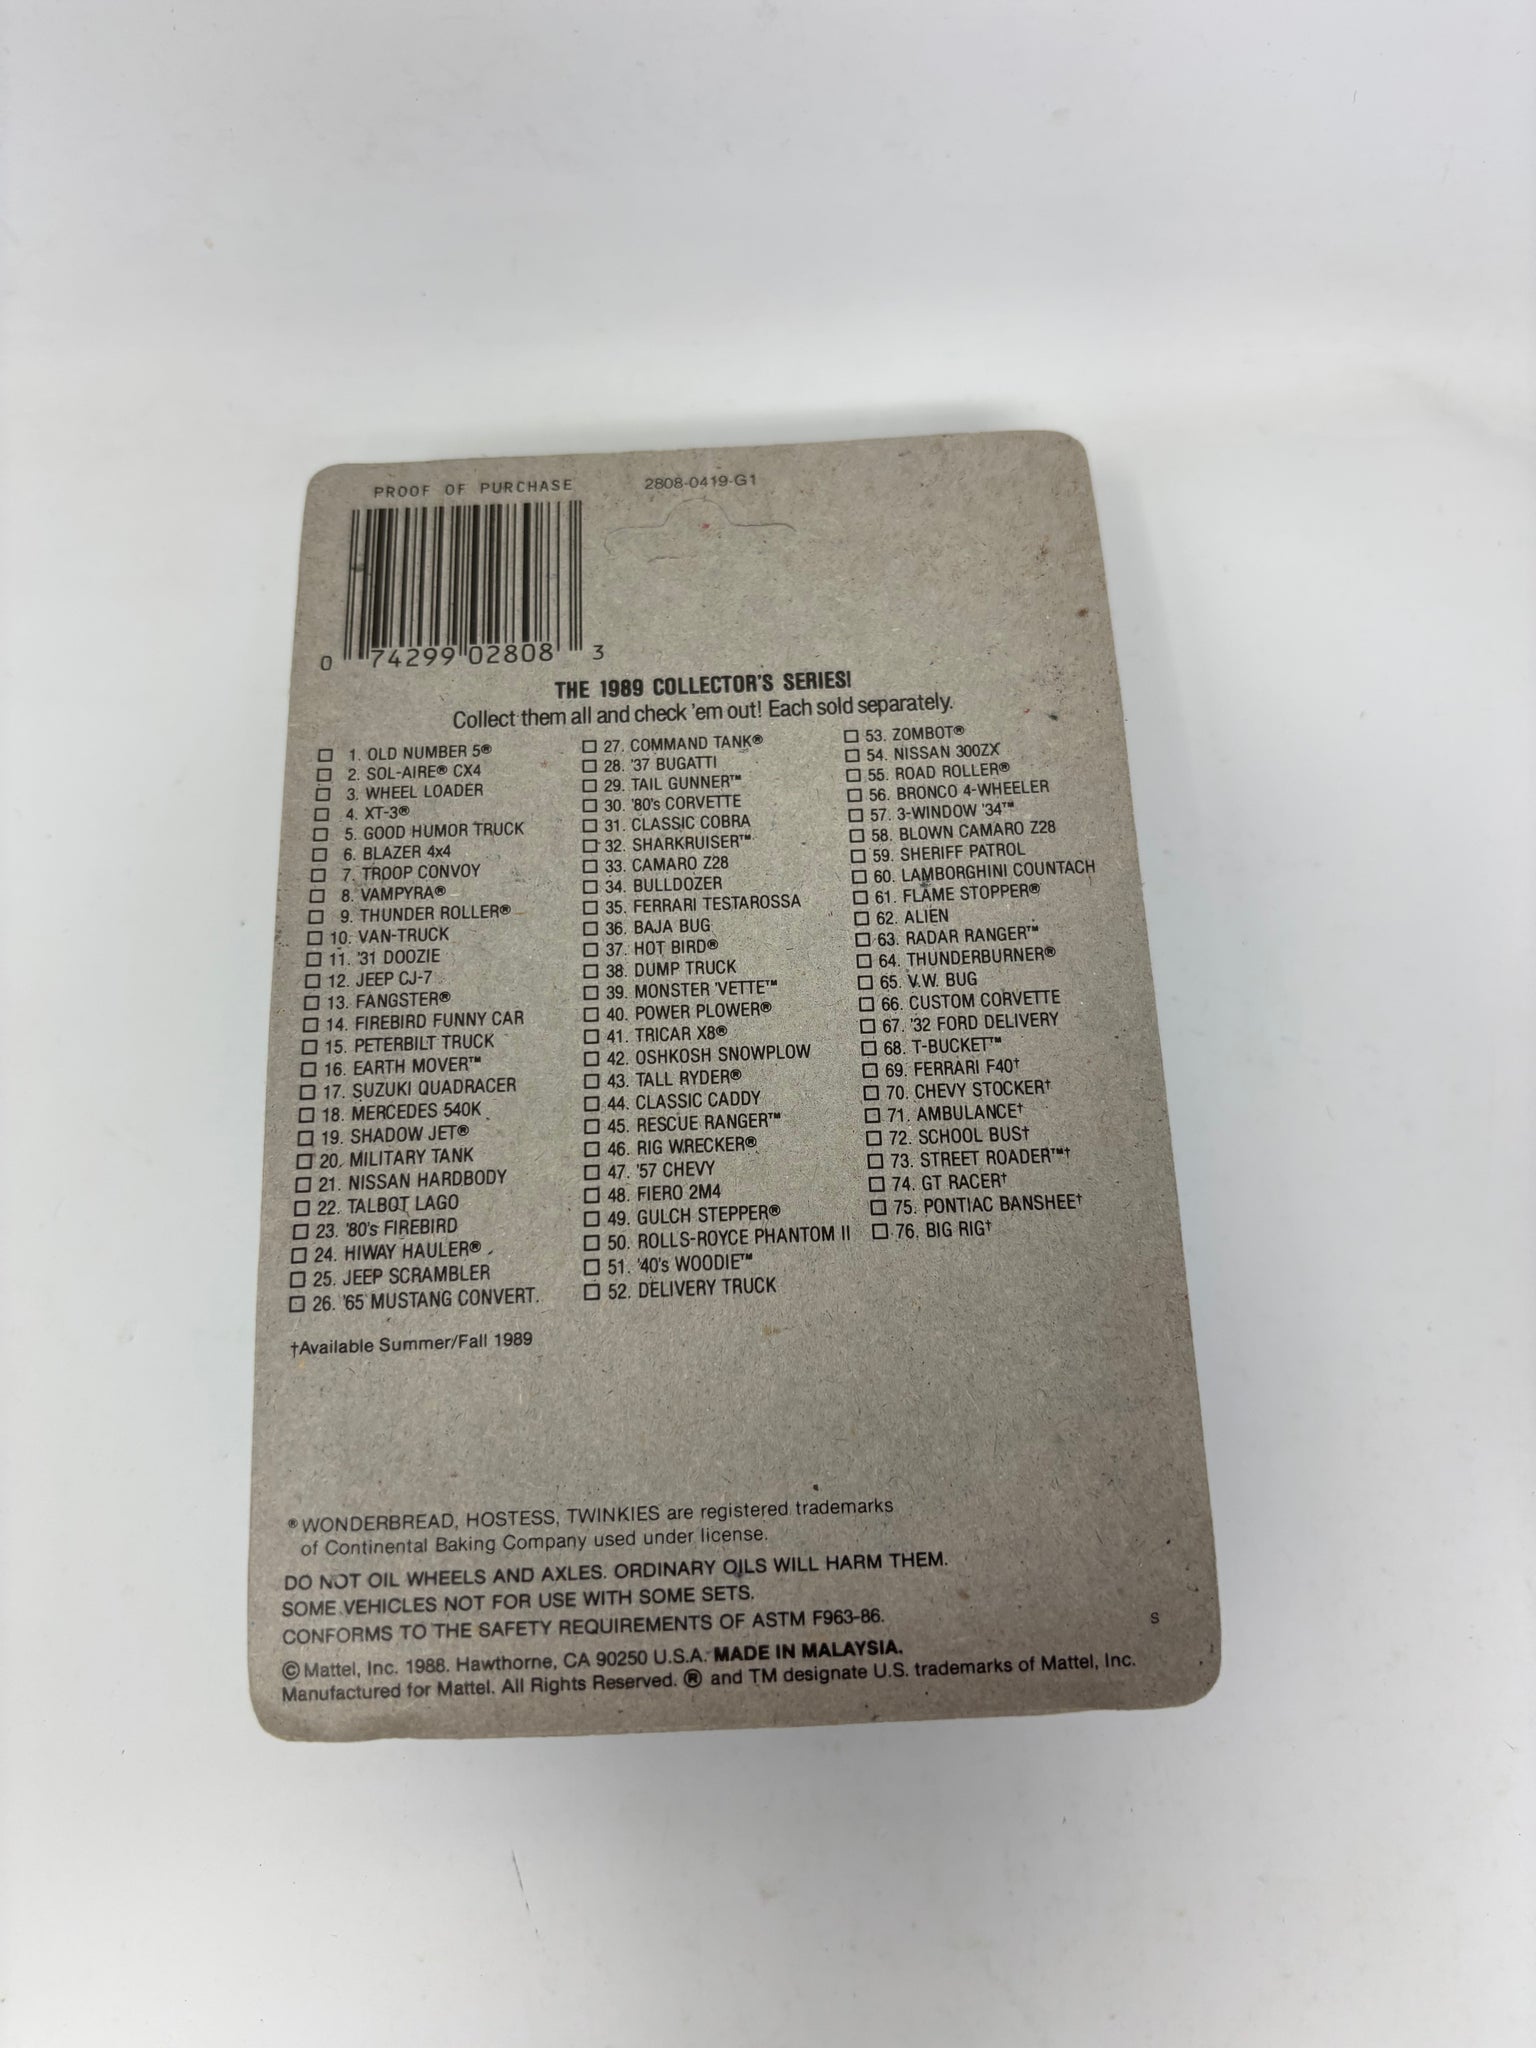 PROOF OF PURCHASE
2808-0419-G1
0 74299 02808 3
THE 1989 COLLECTOR'S SERIES!
Collect them all and check 'em out! Each sold separately.
☐ 1. OLD NUMBER 5®
☐ 2. SOL-AIRE® CX4
☐ 3. WHEEL LOADER
☐ 4. XT-3®
☐ 5. GOOD HUMOR TRUCK
☐ 6. BLAZER 4x4
☐ 7. TROOP CONVOY
☐ 8. VAMPYRA®
☐ 9. THUNDER ROLLER®
☐ 10. VAN-TRUCK
☐ 11. '31 DOOZIE
☐ 12. JEEP CJ-7
☐ 13. FANGSTER®
☐ 14. FIREBIRD FUNNY CAR
☐ 15. PETERBILT TRUCK
☐ 16. EARTH MOVER™
☐ 17. SUZUKI QUADRACER
☐ 18. MERCEDES 540K
☐ 19. SHADOW JET®
☐ 20. MILITARY TANK
☐ 21. NISSAN HARDBODY
☐ 22. TALBOT LAGO
☐ 23. '80's FIREBIRD
☐ 24. HIWAY HAULER®
☐ 25. JEEP SCRAMBLER
☐ 26. '65 MUSTANG CONVERT.
☐ 27. COMMAND TANK®
☐ 28. '37 BUGATTI
☐ 29. TAIL GUNNER™
☐ 30. '80's CORVETTE
☐ 31. CLASSIC COBRA
☐ 32. SHARKRUISER™
☐ 33. CAMARO Z28
☐ 34. BULLDOZER
☐ 35. FERRARI TESTAROSSA
☐ 36. BAJA BUG
☐ 37. HOT BIRD®
☐ 38. DUMP TRUCK
☐ 39. MONSTER 'VETTE™
☐ 40. POWER PLOWER®
☐ 41. TRICAR X8®
☐ 42. OSHKOSH SNOWPLOW
☐ 43. TALL RYDER®
☐ 44. CLASSIC CADDY
☐ 45. RESCUE RANGER™
☐ 46. RIG WRECKER®
☐ 47. '57 CHEVY
☐ 48. FIERO 2M4
☐ 49. GULCH STEPPER®
☐ 50. ROLLS-ROYCE PHANTOM II
☐ 51. '40's WOODIE™
☐ 52. DELIVERY TRUCK
☐ 53. ZOMBOT®
☐ 54. NISSAN 300ZX
☐ 55. ROAD ROLLER®
☐ 56. BRONCO 4-WHEELER
☐ 57. 3-WINDOW '34™
☐ 58. BLOWN CAMARO Z28
☐ 59. SHERIFF PATROL
☐ 60. LAMBORGHINI COUNTACH
☐ 61. FLAME STOPPER®
☐ 62. ALIEN
☐ 63. RADAR RANGER™
☐ 64. THUNDERBURNER®
☐ 65. V.W. BUG
☐ 66. CUSTOM CORVETTE
☐ 67. '32 FORD DELIVERY
☐ 68. T-BUCKET™
☐ 69. FERRARI F40†
☐ 70. CHEVY STOCKER†
☐ 71. AMBULANCE†
☐ 72. SCHOOL BUS†
☐ 73. STREET ROADER™†
☐ 74. GT RACER†
☐ 75. PONTIAC BANSHEE†
☐ 76. BIG RIG†
†Available Summer/Fall 1989
® WONDERBREAD, HOSTESS, TWINKIES are registered trademarks
of Continental Baking Company used under license.
DO NOT OIL WHEELS AND AXLES. ORDINARY OILS WILL HARM THEM.
SOME VEHICLES NOT FOR USE WITH SOME SETS.
CONFORMS TO THE SAFETY REQUIREMENTS OF ASTM F963-86.
S
© Mattel, Inc. 1988. Hawthorne, CA 90250 U.S.A. MADE IN MALAYSIA.
Manufactured for Mattel. All Rights Reserved. ® and TM designate U.S. trademarks of Mattel, Inc.